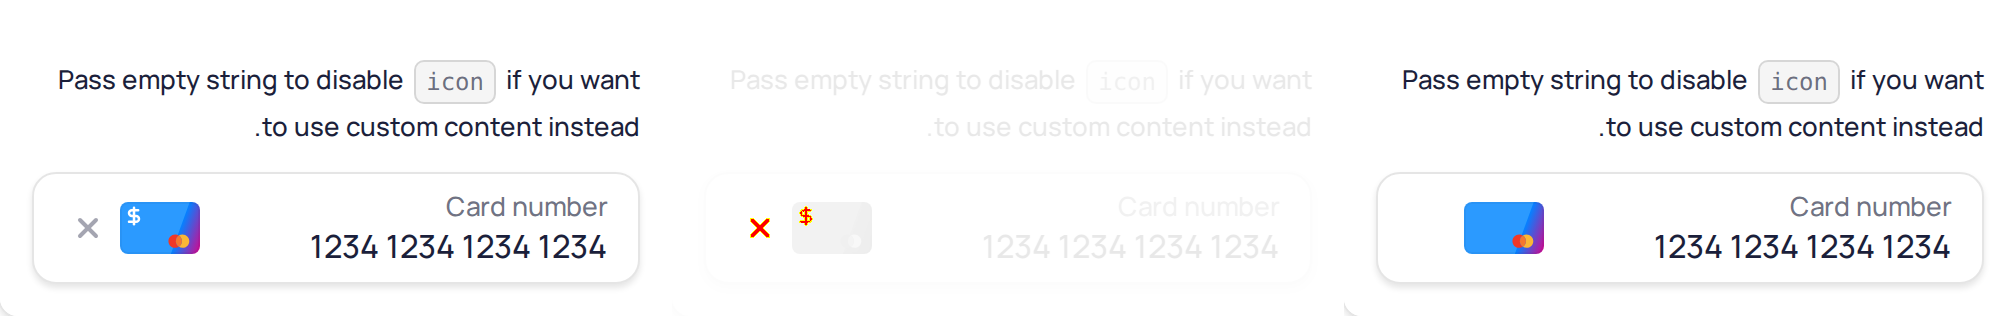 Pass empty string to disable icon if you want
.to use custom content instead
$
Card number
1234 1234 1234 1234
Pass empty string to disable icon if you want
.to use custom content instead
$
Card number
1234 1234 1234 1234
Pass empty string to disable icon if you want
.to use custom content instead
Card number
1234 1234 1234 1234